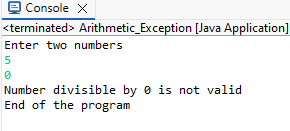 Console
<terminated> Arithmetic_Exception [Java Application]
Enter two numbers
5
0
Number divisible by 0 is not valid
End of the program